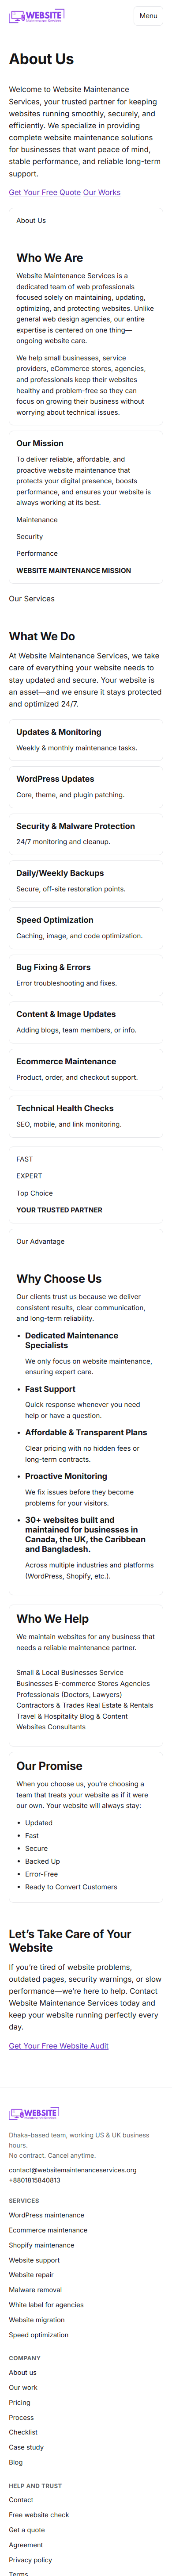 WEBSITE
Menu
About Us
Welcome to Website Maintenance
Services, your trusted partner for keeping
websites running smoothly, securely, and
efficiently. We specialize in providing
complete website maintenance solutions
for businesses that want peace of mind,
stable performance, and reliable long-term
support.
Get Your Free Quote Our Works
About Us
Who We Are
Website Maintenance Services is a
dedicated team of web professionals
focused solely on maintaining, updating,
optimizing, and protecting websites. Unlike
general web design agencies, our entire
expertise is centered on one thing—
ongoing website care.
We help small businesses, service
providers, eCommerce stores, agencies,
and professionals keep their websites
healthy and problem-free so they can
focus on growing their business without
worrying about technical issues.
Our Mission
To deliver reliable, affordable, and
proactive website maintenance that
protects your digital presence, boosts
performance, and ensures your website is
always working at its best.
Maintenance
Security
Performance
WEBSITE MAINTENANCE MISSION
Our Services
What We Do
At Website Maintenance Services, we take
care of everything your website needs to
stay updated and secure. Your website is
an asset—and we ensure it stays protected
and optimized 24/7.
Updates & Monitoring
Weekly & monthly maintenance tasks.
WordPress Updates
Core, theme, and plugin patching.
Security & Malware Protection
24/7 monitoring and cleanup.
Daily/Weekly Backups
Secure, off-site restoration points.
Speed Optimization
Caching, image, and code optimization.
Bug Fixing & Errors
Error troubleshooting and fixes.
Content & Image Updates
Adding blogs, team members, or info.
Ecommerce Maintenance
Product, order, and checkout support.
Technical Health Checks
SEO, mobile, and link monitoring.
FAST
EXPERT
Top Choice
YOUR TRUSTED PARTNER
Our Advantage
Why Choose Us
Our clients trust us because we deliver
consistent results, clear communication,
and long-term reliability.
• Dedicated Maintenance
Specialists
We only focus on website maintenance,
ensuring expert care.
• Fast Support
Quick response whenever you need
help or have a question.
• Affordable & Transparent Plans
Clear pricing with no hidden fees or
long-term contracts.
• Proactive Monitoring
We fix issues before they become
problems for your visitors.
• 30+ websites built and
maintained for businesses in
Canada, the UK, the Caribbean
and Bangladesh.
Across multiple industries and platforms
(WordPress, Shopify, etc.).
Who We Help
We maintain websites for any business that
needs a reliable maintenance partner.
Small & Local Businesses Service
Businesses E-commerce Stores Agencies
Professionals (Doctors, Lawyers)
Contractors & Trades Real Estate & Rentals
Travel & Hospitality Blog & Content
Websites Consultants
Our Promise
When you choose us, you're choosing a
team that treats your website as if it were
our own. Your website will always stay:
• Updated
• Fast
• Secure
• Backed Up
• Error-Free
• Ready to Convert Customers
Let's Take Care of Your
Website
If you're tired of website problems,
outdated pages, security warnings, or slow
performance—we're here to help. Contact
Website Maintenance Services today and
keep your website running perfectly every
day.
Get Your Free Website Audit
WEBSITE
Dhaka-based team, working US & UK business
hours.
No contract. Cancel anytime.
contact@websitemaintenanceservices.org
+8801815840813
SERVICES
WordPress maintenance
Ecommerce maintenance
Shopify maintenance
Website support
Website repair
Malware removal
White label for agencies
Website migration
Speed optimization
COMPANY
About us
Our work
Pricing
Process
Checklist
Case study
Blog
HELP AND TRUST
Contact
Free website check
Get a quote
Agreement
Privacy policy
Terms